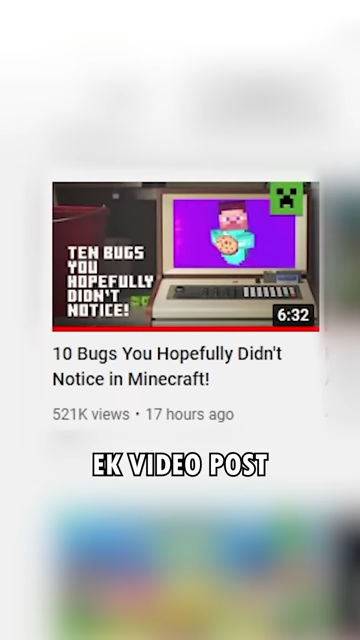 TEN BUGS
YOU
HOPEFULLY
DIDN'T
NOTICE!
6:32
10 Bugs You Hopefully Didn't
Notice in Minecraft!
521K views • 17 hours ago
EK VIDEO POST